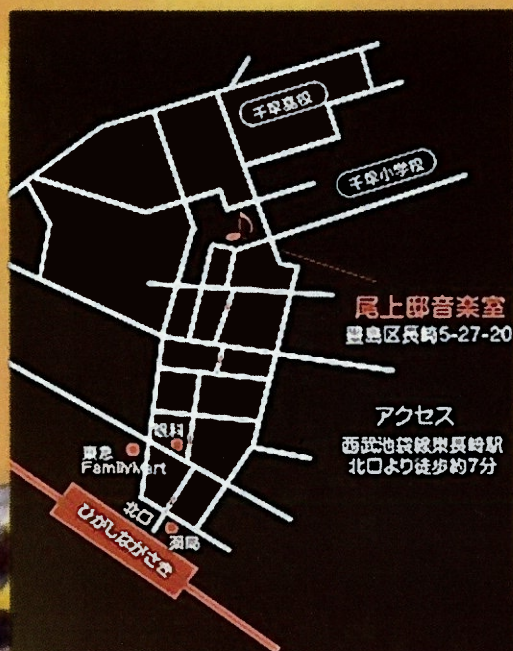 千早高校
千早小学校
尾上邸音楽室
豊島区長崎5-27-20
アクセス
西武池袋線東長崎駅
北口より徒歩約7分
眼科
東急
FamilyMart
北口
薬局
ひがしながさき